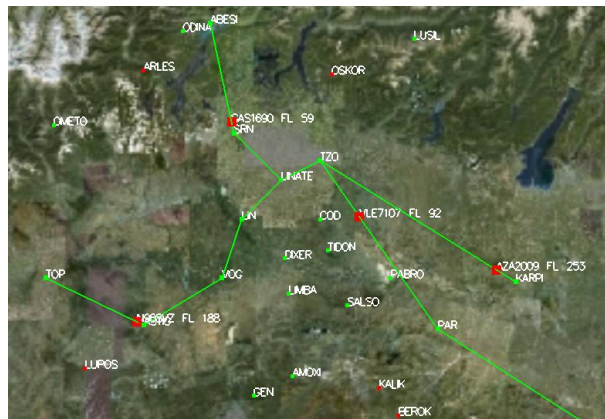 ABESI
ODINA
LUSIL
ARLES
OSKOR
OMETO
CAS1690 FL 59
SRN
TZO
LINATE
LIN
COD
VLE7107 FL 92
TIDON
DIXER
AZA2009 FL 253
KARPI
TOP
VOG
PABRO
LIMBA
SALSO
FL 188
PAR
LUPOS
AMOXI
KALIK
GEN
BEROK